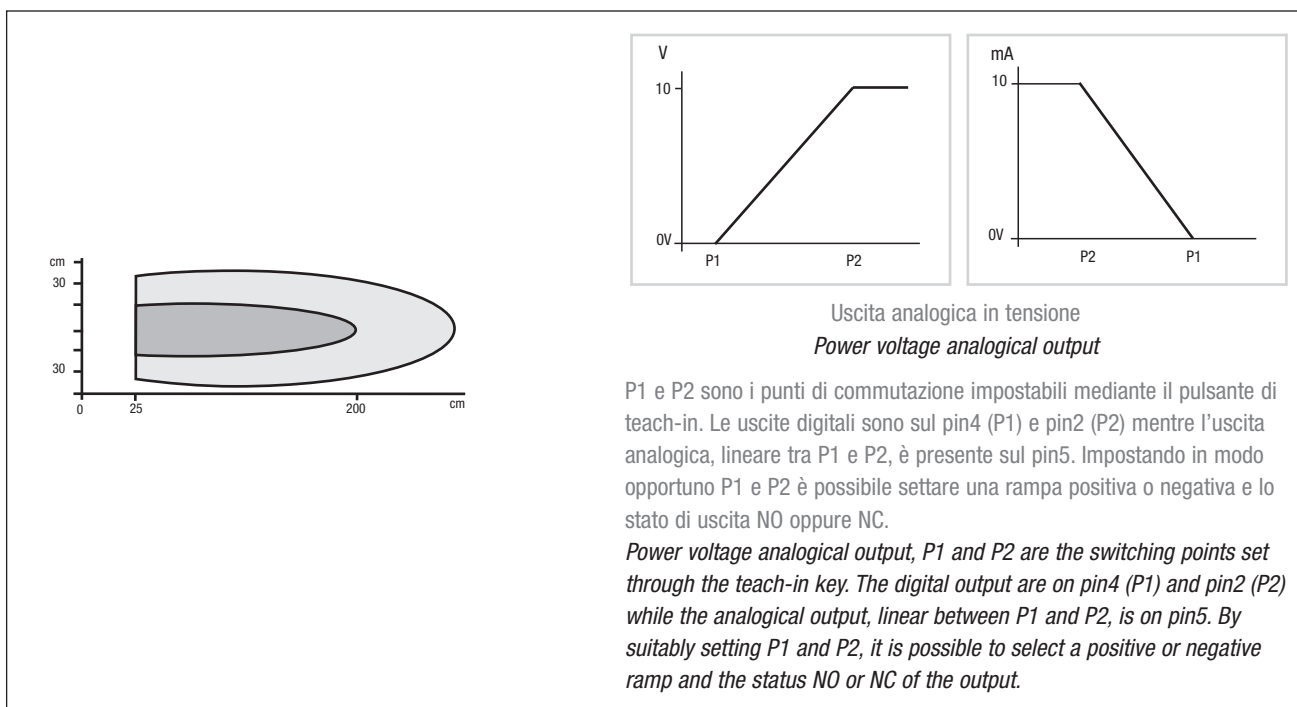 cm
30
30
0
25
200
cm
V
10
0V
P1
P2
mA
10
0V
P2
P1
Uscita analogica in tensione
Power voltage analogical output
P1 e P2 sono i punti di commutazione impostabili mediante il pulsante di
teach-in. Le uscite digitali sono sul pin4 (P1) e pin2 (P2) mentre l’uscita
analogica, lineare tra P1 e P2, è presente sul pin5. Impostando in modo
opportuno P1 e P2 è possibile settare una rampa positiva o negativa e lo
stato di uscita NO oppure NC.
Power voltage analogical output, P1 and P2 are the switching points set
through the teach-in key. The digital output are on pin4 (P1) and pin2 (P2)
while the analogical output, linear between P1 and P2, is on pin5. By
suitably setting P1 and P2, it is possible to select a positive or negative
ramp and the status NO or NC of the output.